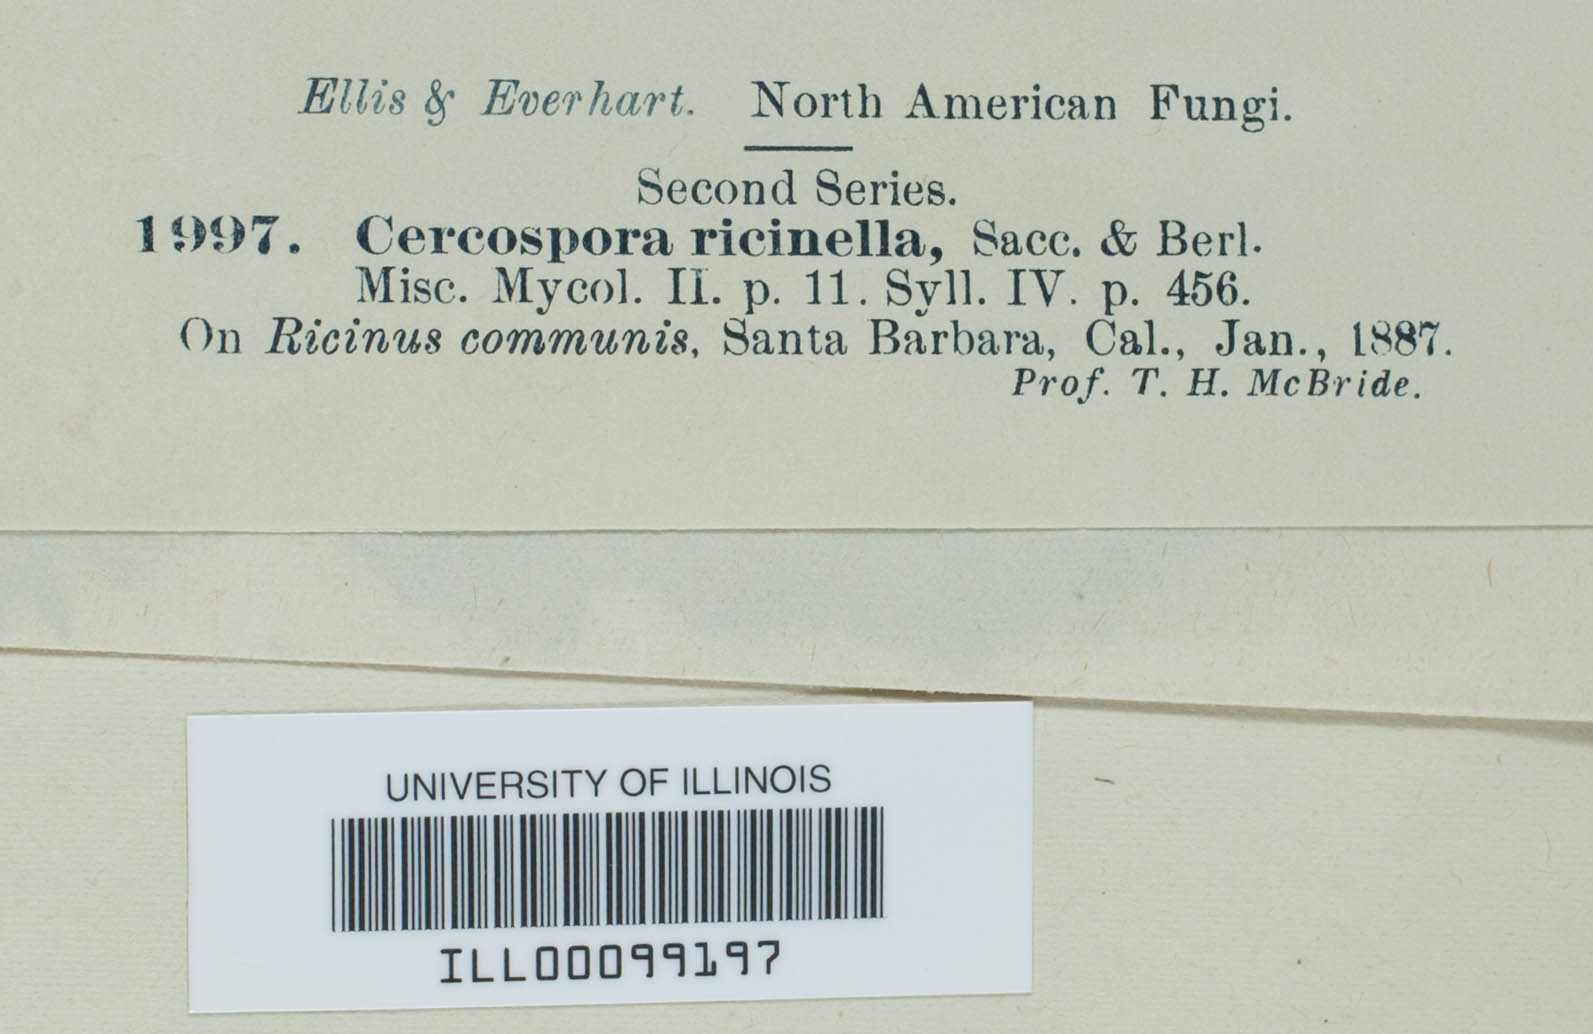 Ellis & Everhart. North American Fungi.
Second Series.
1997. Cercospora ricinella, Sacc. & Berl.
Misc. Mycol. II. p. 11. Syll. IV. p. 456.
On Ricinus communis, Santa Barbara, Cal., Jan., 1887.
Prof. T. H. McBride.
UNIVERSITY OF ILLINOIS
ILL00099197